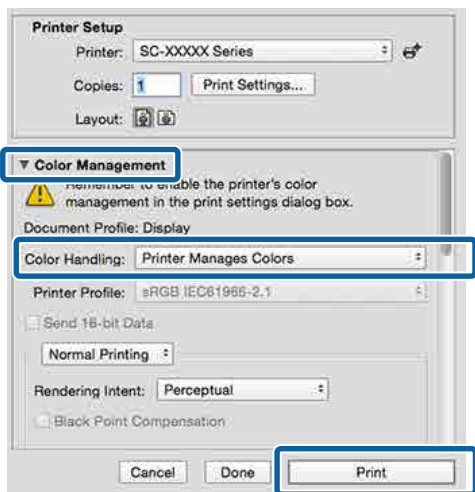 Printer Setup
Printer: SC-XXXXX Series
Copies: 1 Print Settings...
Layout:
▼ Color Management
Remember to enable the printer's color
management in the print settings dialog box.
Document Profile: Display
Color Handling: Printer Manages Colors
Printer Profile: sRGB IEC61966-2.1
Send 16-bit Data
Normal Printing
Rendering Intent: Perceptual
Black Point Compensation
Cancel Done Print